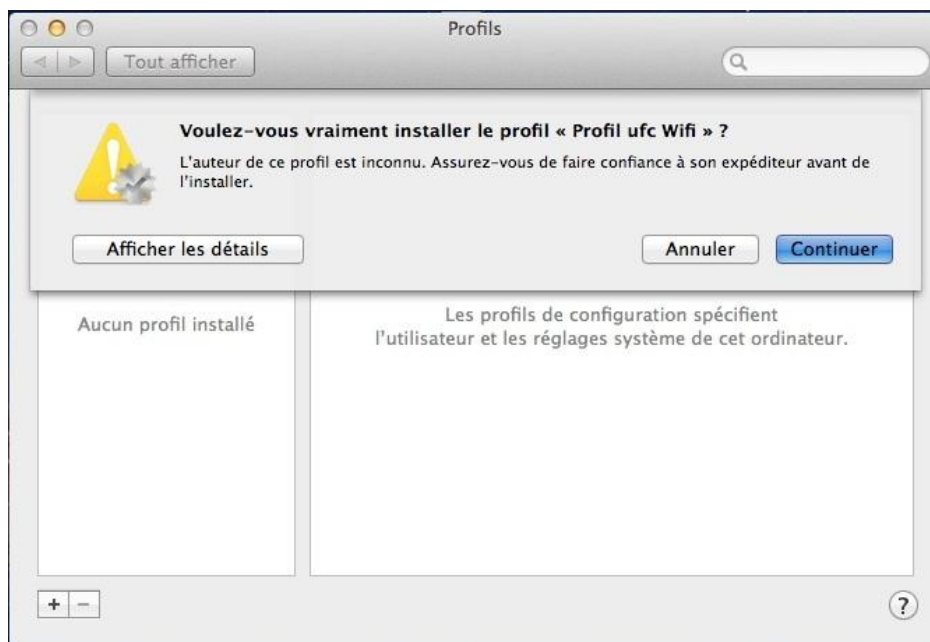 Profils
Tout afficher
Voulez-vous vraiment installer le profil « Profil ufc Wifi » ?
L'auteur de ce profil est inconnu. Assurez-vous de faire confiance à son expéditeur avant de
l'installer.
Afficher les détails
Annuler
Continuer
Aucun profil installé
Les profils de configuration spécifient
l'utilisateur et les réglages système de cet ordinateur.
+ −
?